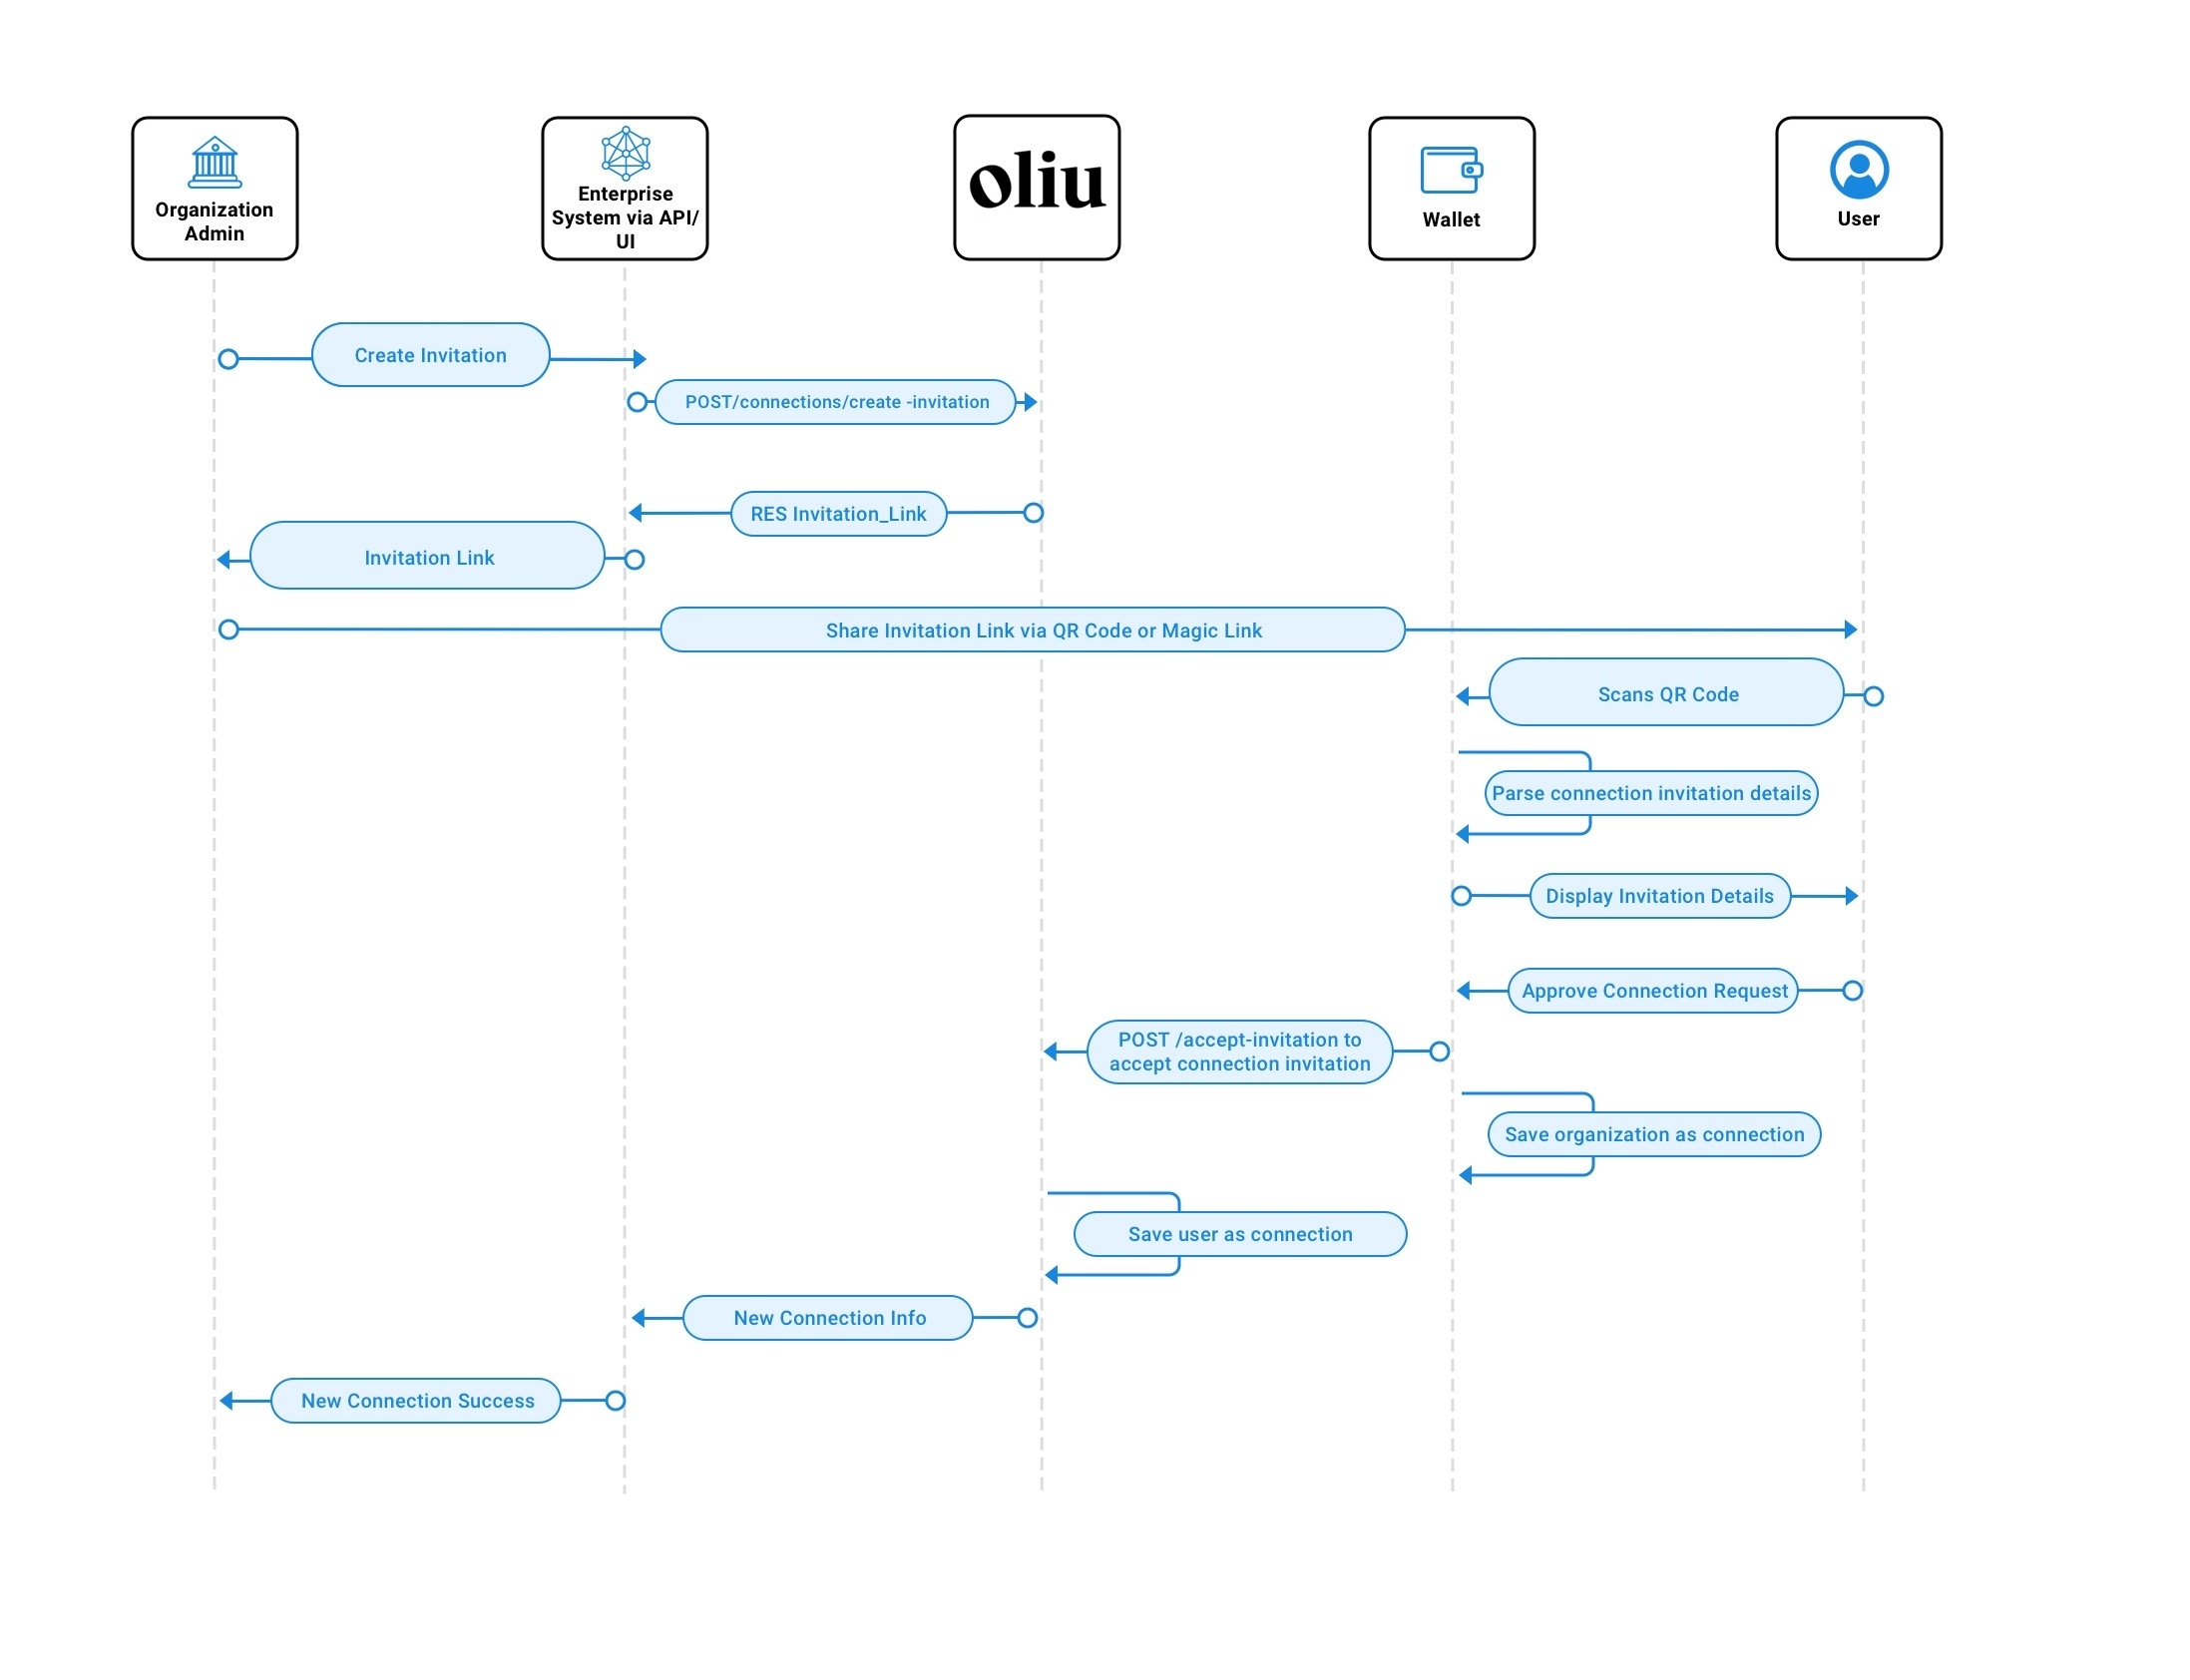 Organization
Admin
Enterprise
System via API/
UI
oliu
Wallet
User
Create Invitation
POST/connections/create -invitation
RES Invitation_Link
Invitation Link
Share Invitation Link via QR Code or Magic Link
Scans QR Code
Parse connection invitation details
Display Invitation Details
Approve Connection Request
POST /accept-invitation to
accept connection invitation
Save organization as connection
Save user as connection
New Connection Info
New Connection Success